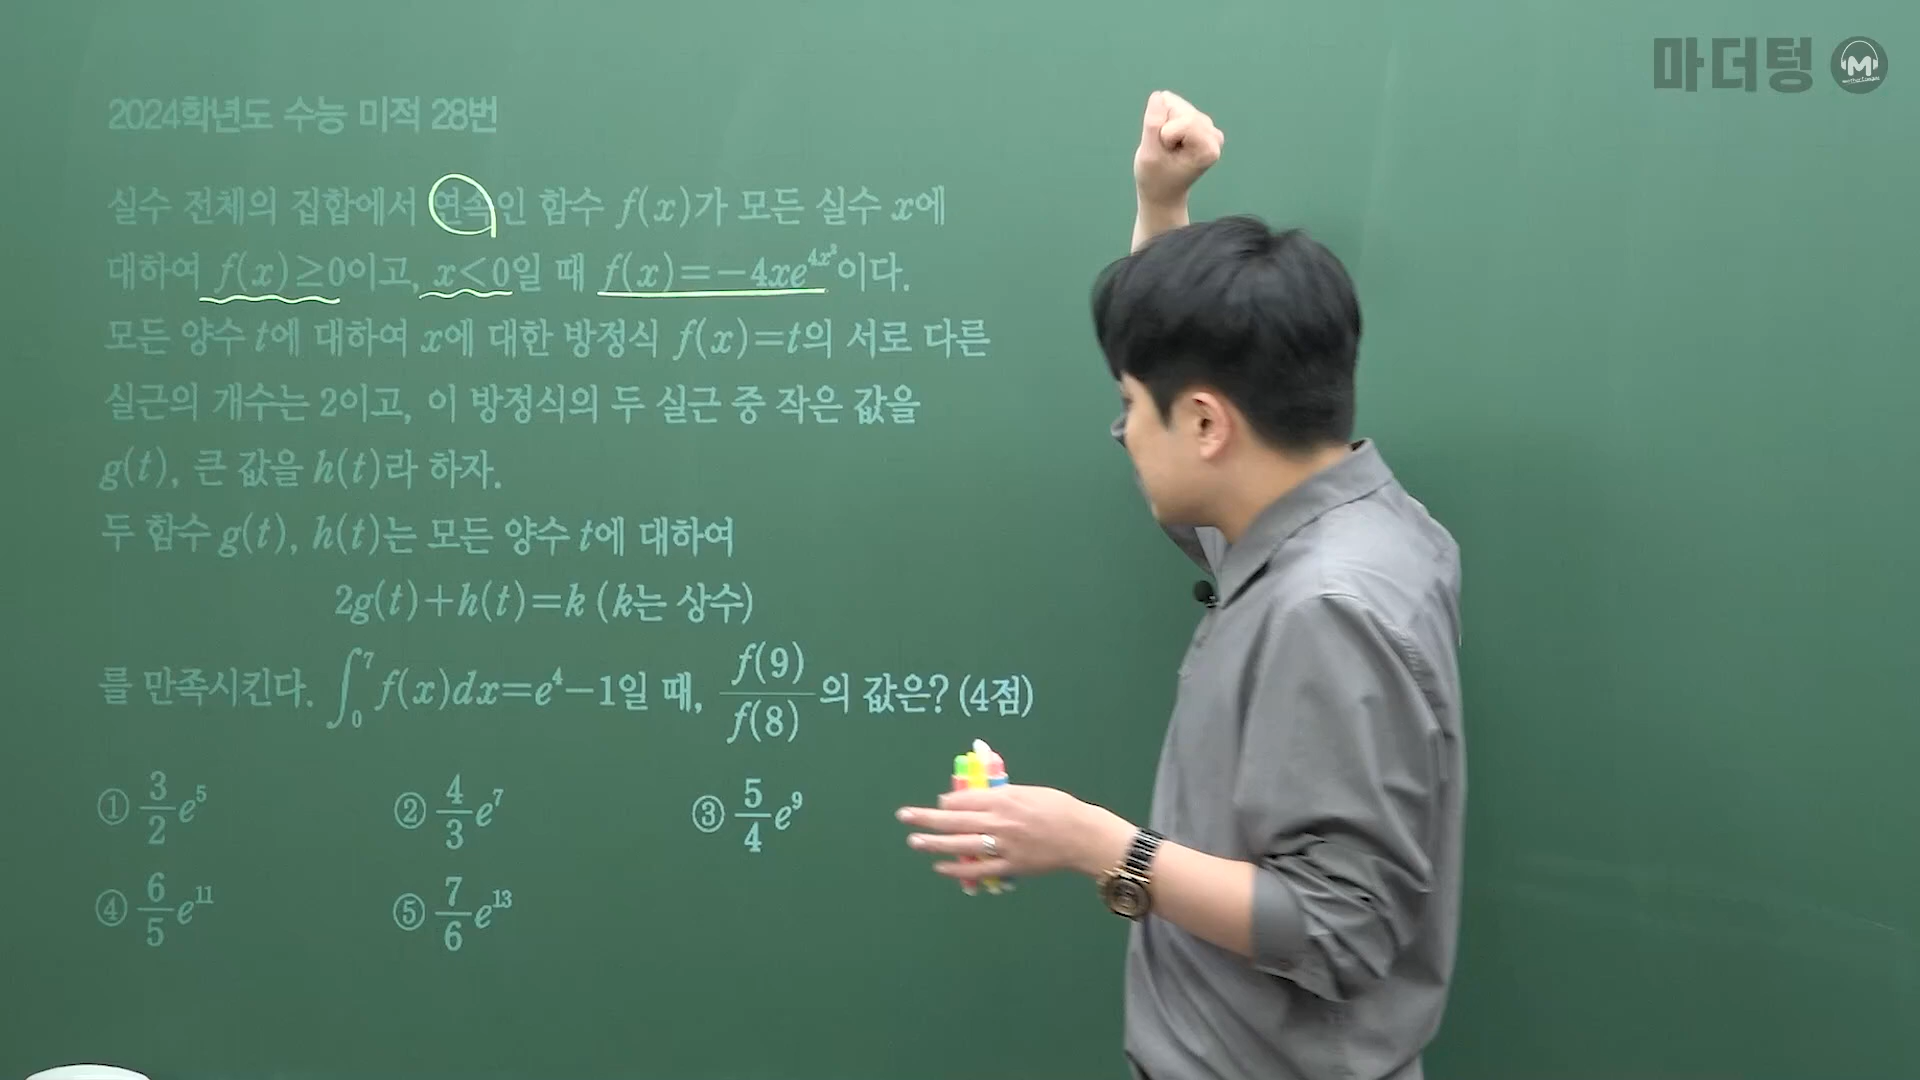 마더텅 M
2024학년도 수능 미적 28번
실수 전체의 집합에서 연속인 함수 f(x)가 모든 실수 x에
대하여 f(x)≥0이고, x<0일 때 f(x)=−4xe^{4x²}이다.
모든 양수 t에 대하여 x에 대한 방정식 f(x)=t의 서로 다른
실근의 개수는 2이고, 이 방정식의 두 실근 중 작은 값을
g(t), 큰 값을 h(t)라 하자.
두 함수 g(t), h(t)는 모든 양수 t에 대하여
2g(t)+h(t)=k (k는 상수)
를 만족시킨다. ∫₀⁷ f(x)dx=e⁴−1일 때, f(9)/f(8)의 값은? (4점)
① 3/2 e⁵ ② 4/3 e⁷ ③ 5/4 e⁹
④ 6/5 e¹¹ ⑤ 7/6 e¹³